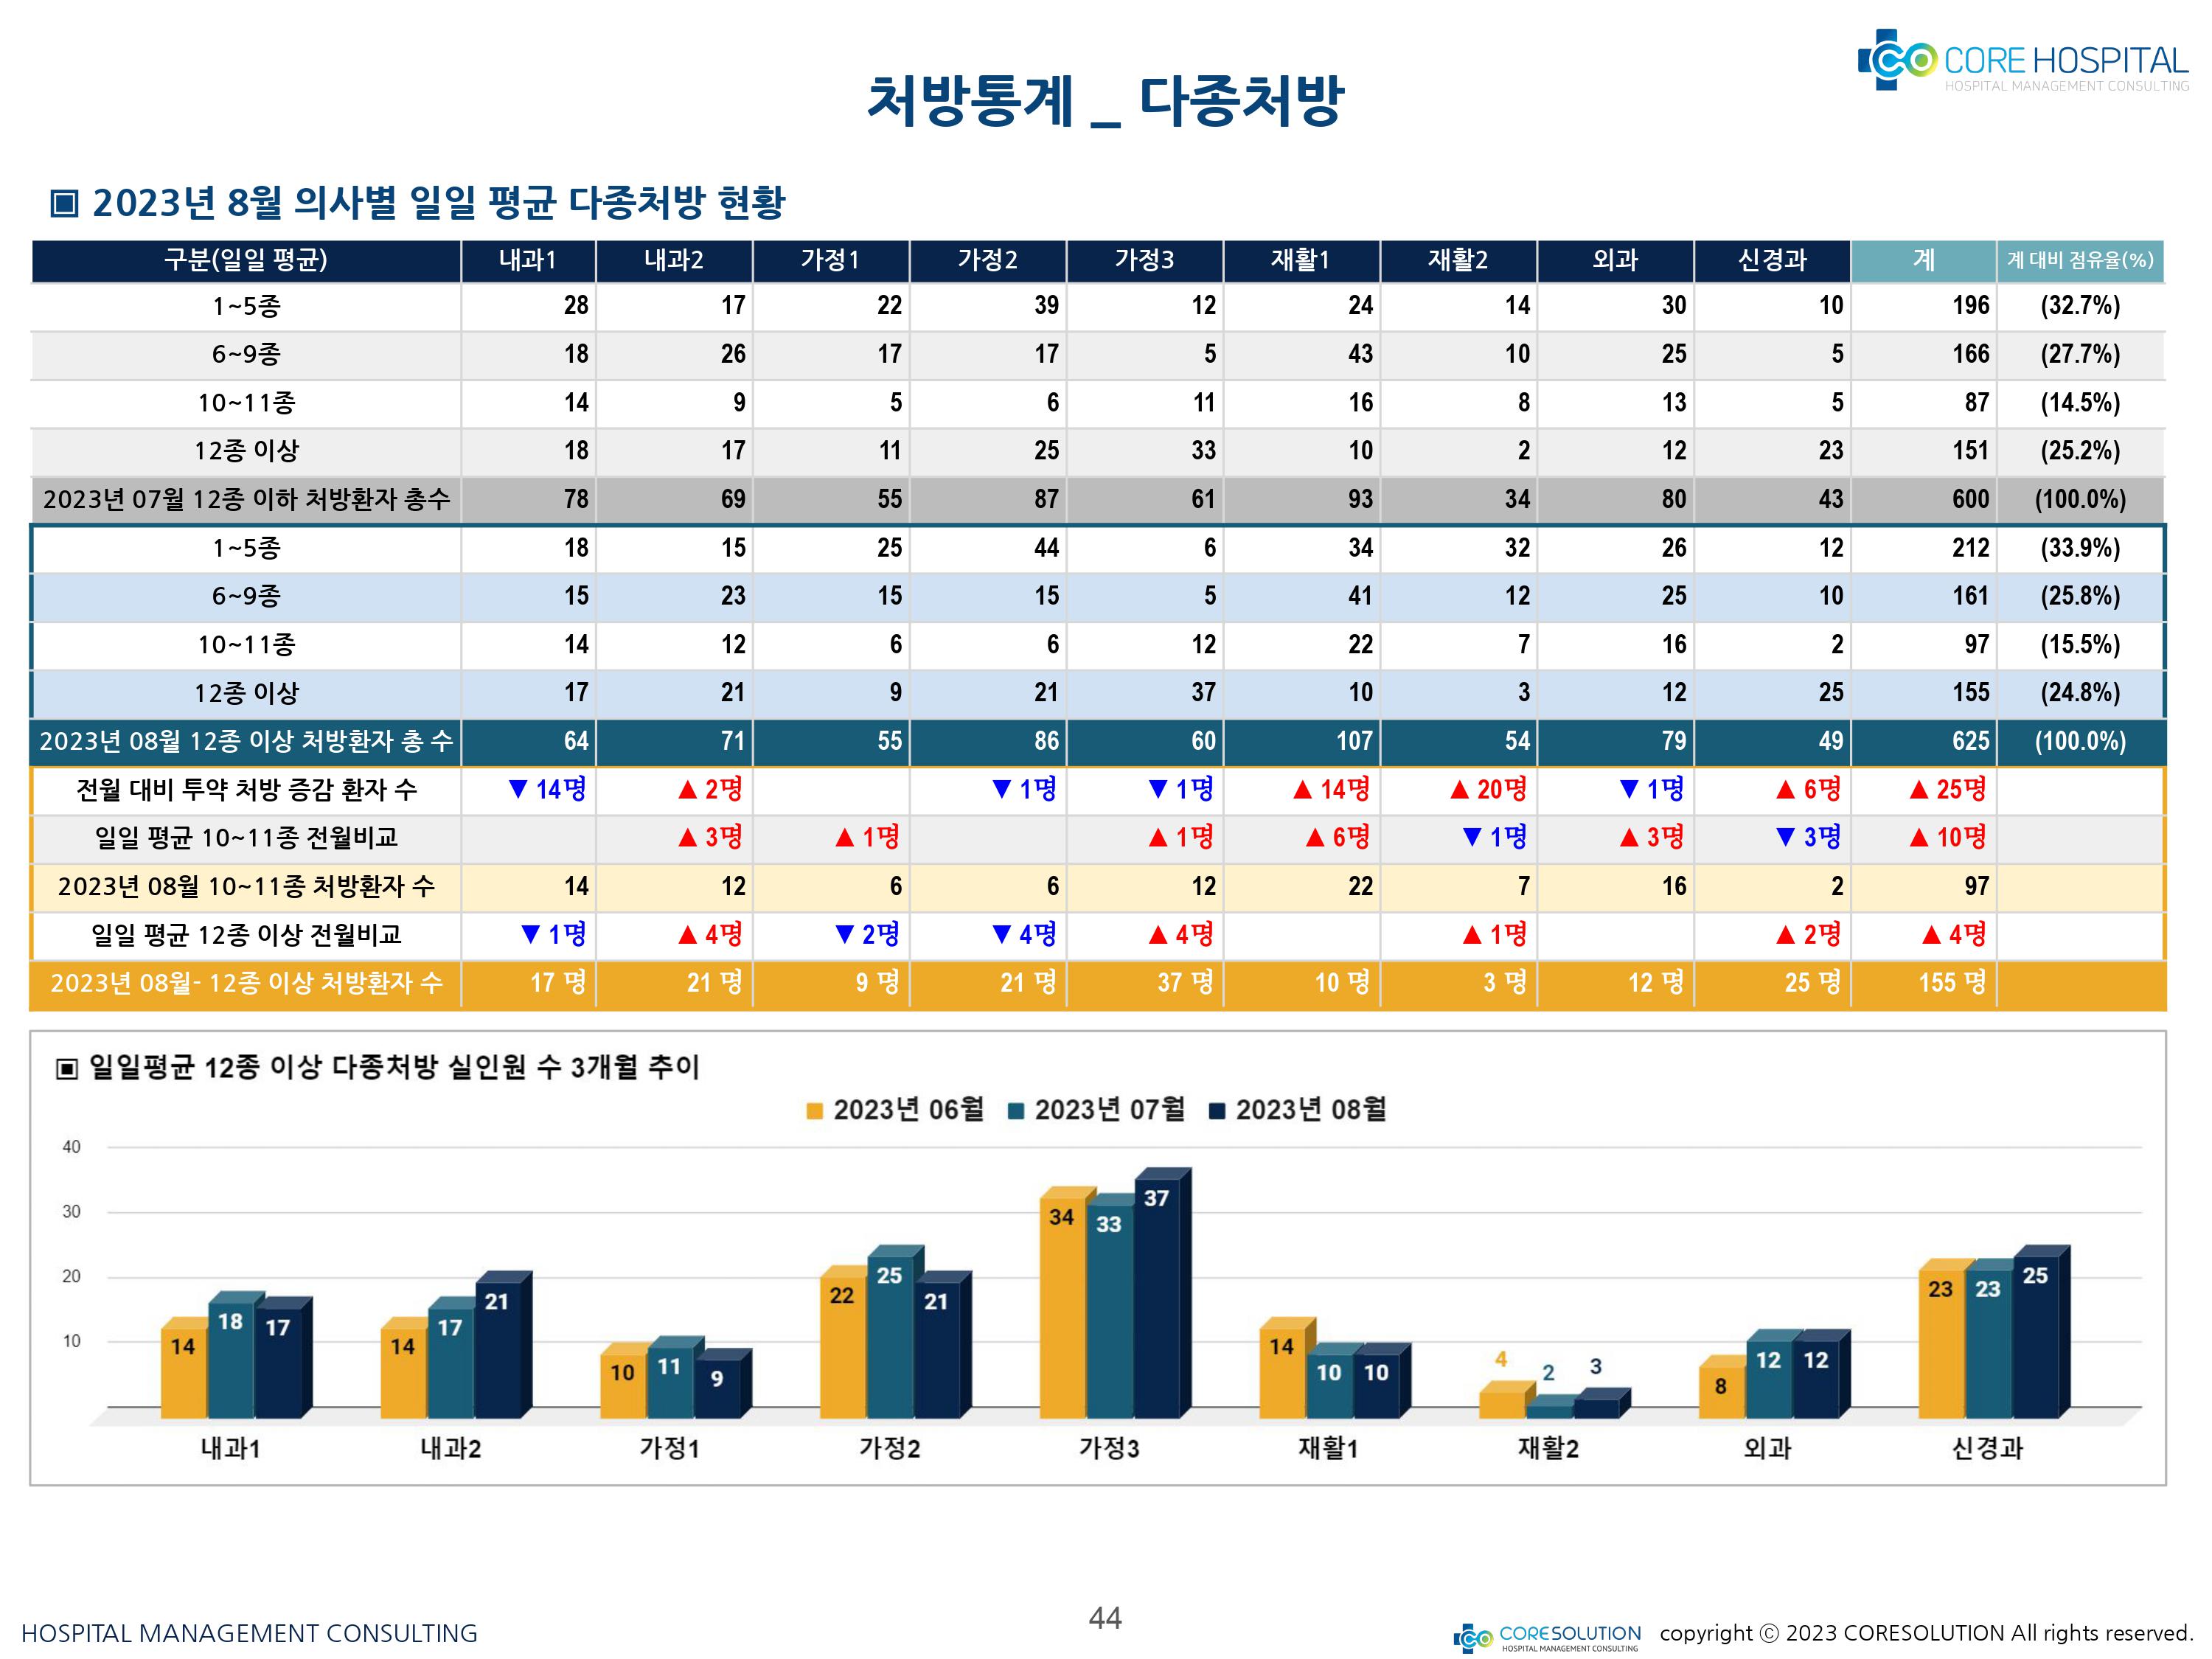 CORE HOSPITAL
HOSPITAL MANAGEMENT CONSULTING
처방통계 _ 다종처방
▣ 2023년 8월 의사별 일일 평균 다종처방 현황
구분(일일 평균) 내과1 내과2 가정1 가정2 가정3 재활1 재활2 외과 신경과 계 계 대비 점유율(%)
1~5종 28 17 22 39 12 24 14 30 10 196 (32.7%)
6~9종 18 26 17 17 5 43 10 25 5 166 (27.7%)
10~11종 14 9 5 6 11 16 8 13 5 87 (14.5%)
12종 이상 18 17 11 25 33 10 2 12 23 151 (25.2%)
2023년 07월 12종 이하 처방환자 총수 78 69 55 87 61 93 34 80 43 600 (100.0%)
1~5종 18 15 25 44 6 34 32 26 12 212 (33.9%)
6~9종 15 23 15 15 5 41 12 25 10 161 (25.8%)
10~11종 14 12 6 6 12 22 7 16 2 97 (15.5%)
12종 이상 17 21 9 21 37 10 3 12 25 155 (24.8%)
2023년 08월 12종 이상 처방환자 총 수 64 71 55 86 60 107 54 79 49 625 (100.0%)
전월 대비 투약 처방 증감 환자 수 ▼ 14명 ▲ 2명 ▼ 1명 ▼ 1명 ▲ 14명 ▲ 20명 ▼ 1명 ▲ 6명 ▲ 25명
일일 평균 10~11종 전월비교 ▲ 3명 ▲ 1명 ▲ 1명 ▲ 6명 ▼ 1명 ▲ 3명 ▼ 3명 ▲ 10명
2023년 08월 10~11종 처방환자 수 14 12 6 6 12 22 7 16 2 97
일일 평균 12종 이상 전월비교 ▼ 1명 ▲ 4명 ▼ 2명 ▼ 4명 ▲ 4명 ▲ 1명 ▲ 2명 ▲ 4명
2023년 08월- 12종 이상 처방환자 수 17 명 21 명 9 명 21 명 37 명 10 명 3 명 12 명 25 명 155 명
▣ 일일평균 12종 이상 다종처방 실인원 수 3개월 추이
2023년 06월 2023년 07월 2023년 08월
40
30
20
10
14 18 17
14 17 21
10 11 9
22 25 21
34 33 37
14 10 10
4 2 3
8 12 12
23 23 25
내과1 내과2 가정1 가정2 가정3 재활1 재활2 외과 신경과
HOSPITAL MANAGEMENT CONSULTING
44
CORESOLUTION
HOSPITAL MANAGEMENT CONSULTING
copyright ⓒ 2023 CORESOLUTION All rights reserved.